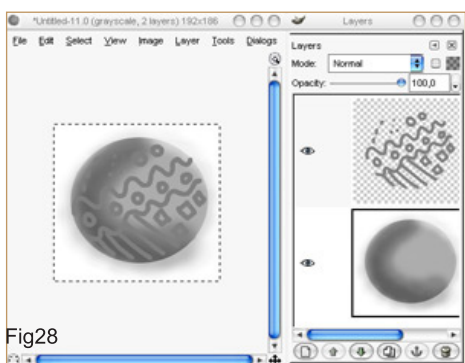 *Untitled-11.0 (grayscale, 2 layers) 192x186
File Edit Select View Image Layer Tools Dialogs
Layers
Layers
Mode: Normal
Opacity: 100,0
Fig28